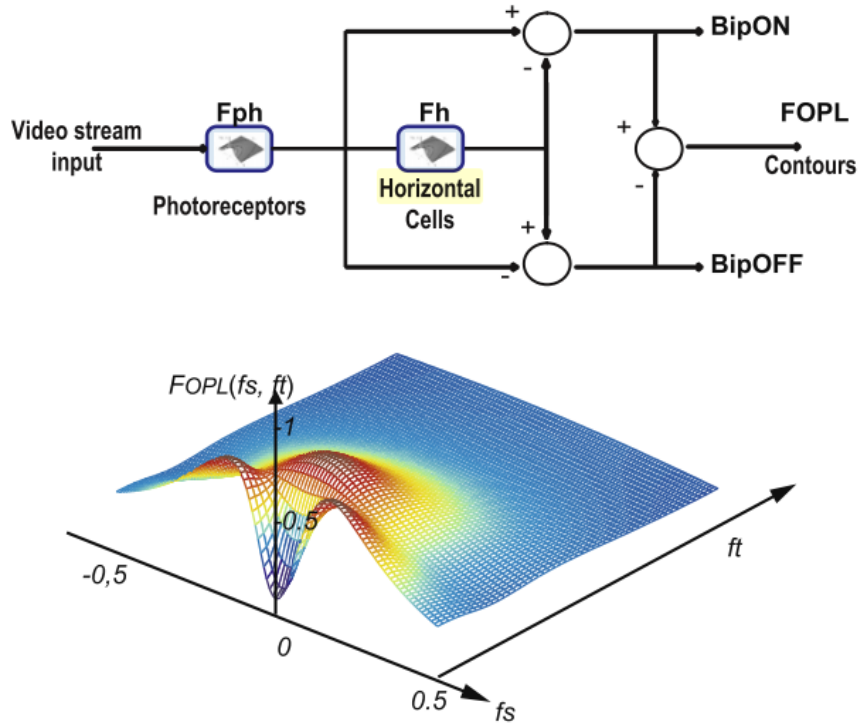 +
BipON
-
Fph
Fh
FOPL
Video stream
input
+
Contours
Horizontal
Photoreceptors
Cells
-
+
-
BipOFF
FOPL(fs, ft)
-1
-0.5
-0,5
ft
0
0.5
fs